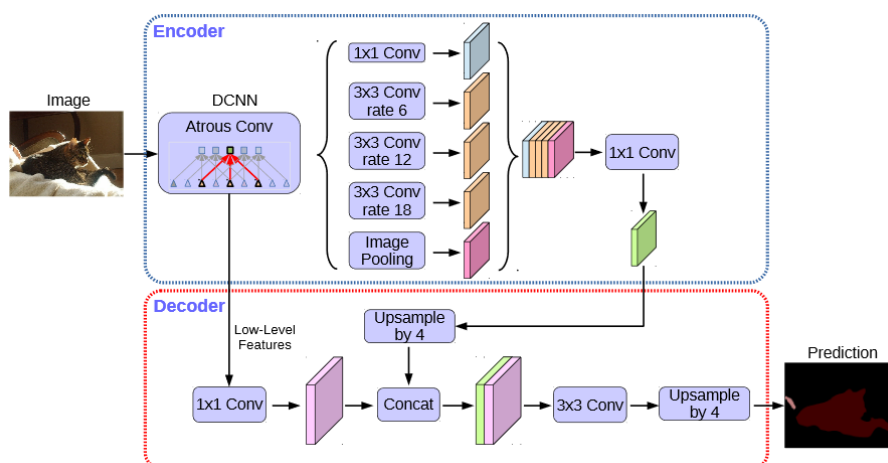 Encoder
Image
DCNN
Atrous Conv
1x1 Conv
3x3 Conv
rate 6
3x3 Conv
rate 12
3x3 Conv
rate 18
Image
Pooling
1x1 Conv
Decoder
Low-Level
Features
Upsample
by 4
1x1 Conv
Concat
3x3 Conv
Upsample
by 4
Prediction